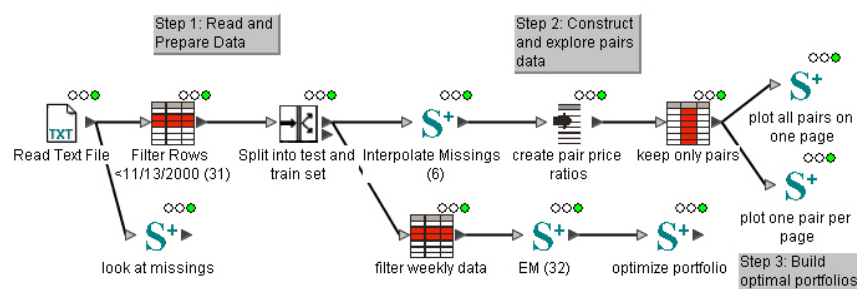 Step 1: Read and
Prepare Data
Step 2: Construct
and explore pairs
data
TXT
Read Text File
Filter Rows
<11/13/2000 (31)
Split into test and
train set
S+
Interpolate Missings
(6)
create pair price
ratios
keep only pairs
S+
plot all pairs on
one page
S+
plot one pair per
page
S+
look at missings
filter weekly data
S+
EM (32)
S+
optimize portfolio
Step 3: Build
optimal portfolios